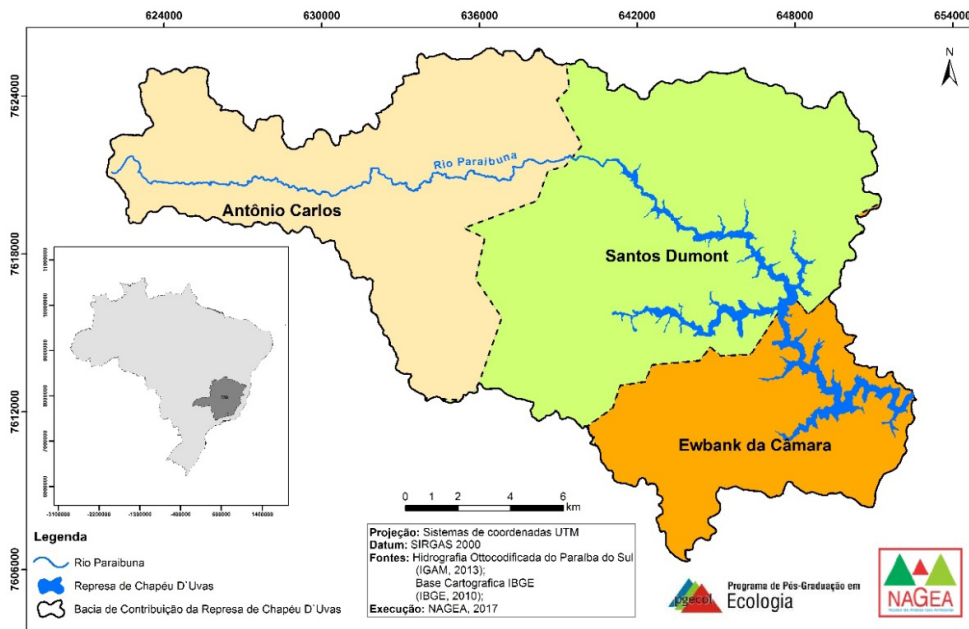 624000 630000 636000 642000 648000 654000
N
7624000
7618000
7612000
7606000
Rio Paraibuna
Antônio Carlos
Santos Dumont
Ewbank da Câmara
0 1 2 4 6
km
Legenda
Rio Paraibuna
Represa de Chapéu D`Uvas
Bacia de Contribuição da Represa de Chapéu D`Uvas
Projeção: Sistemas de coordenadas UTM
Datum: SIRGAS 2000
Fontes: Hidrografia Ottocodificada do Paraíba do Sul
(IGAM, 2013);
Base Cartografica IBGE
(IBGE, 2010);
Execução: NAGEA, 2017
pgecol
Programa de Pós-Graduação em
Ecologia
NAGEA